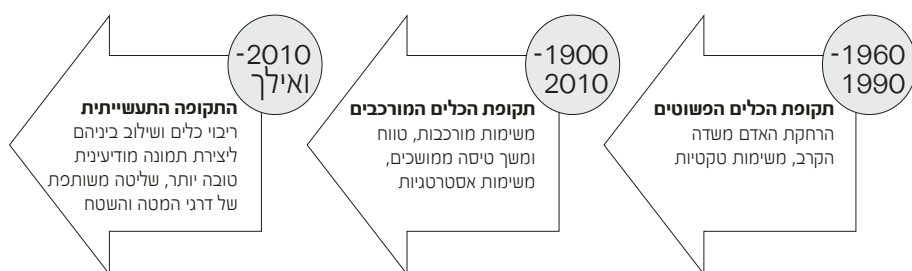 1960-
1990
תקופת הכלים הפשוטים
הרחקת האדם משדה
הקרב, משימות טקטיות
1900-
2010
תקופת הכלים המורכבים
משימות מורכבות, טווח
ומשך טיסה ממושכים,
משימות אסטרטגיות
2010-
ואילך
התקופה התעשייתית
ריבוי כלים ושילוב ביניהם
ליצירת תמונה מודיעינית
טובה יותר, שליטה משותפת
של דרגי המטה והשטח